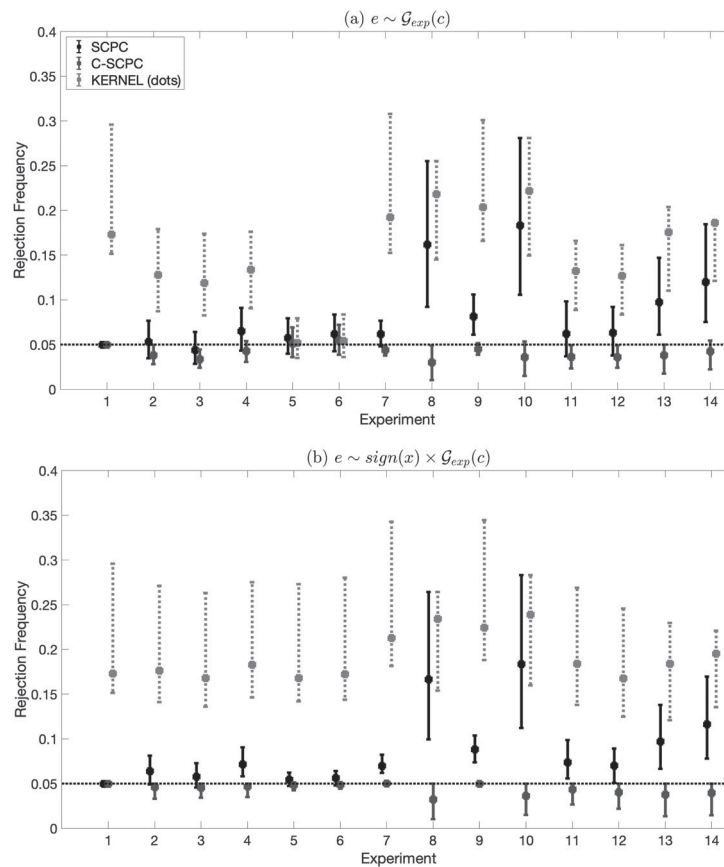 (a) e ∼ 𝒢exp(c)
0.4
0.35
0.3
0.25
0.2
0.15
0.1
0.05
0
Rejection Frequency
SCPC
C-SCPC
KERNEL (dots)
1 2 3 4 5 6 7 8 9 10 11 12 13 14
Experiment
(b) e ∼ sign(x) × 𝒢exp(c)
0.4
0.35
0.3
0.25
0.2
0.15
0.1
0.05
0
Rejection Frequency
1 2 3 4 5 6 7 8 9 10 11 12 13 14
Experiment